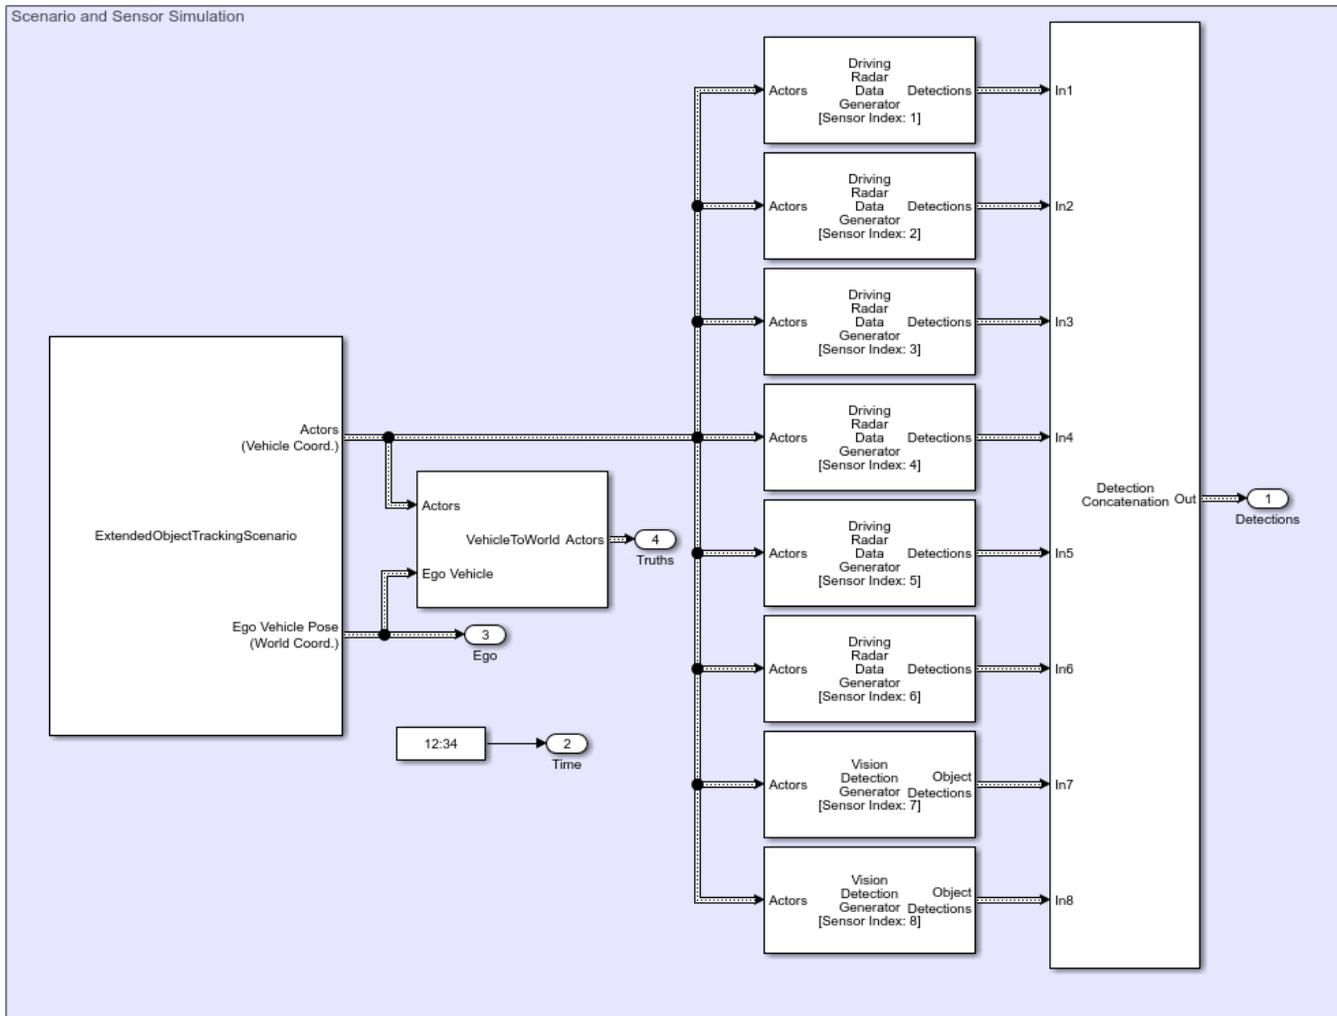 Scenario and Sensor Simulation
ExtendedObjectTrackingScenario
Actors
(Vehicle Coord.)
Ego Vehicle Pose
(World Coord.)
Actors
Ego Vehicle
VehicleToWorld Actors
4
Truths
3
Ego
12:34
2
Time
Actors
Driving
Radar
Data
Generator
[Sensor Index: 1]
Detections
Actors
Driving
Radar
Data
Generator
[Sensor Index: 2]
Detections
Actors
Driving
Radar
Data
Generator
[Sensor Index: 3]
Detections
Actors
Driving
Radar
Data
Generator
[Sensor Index: 4]
Detections
Actors
Driving
Radar
Data
Generator
[Sensor Index: 5]
Detections
Actors
Driving
Radar
Data
Generator
[Sensor Index: 6]
Detections
Actors
Vision
Detection
Generator
[Sensor Index: 7]
Object
Detections
Actors
Vision
Detection
Generator
[Sensor Index: 8]
Object
Detections
In1
In2
In3
In4
In5
In6
In7
In8
Detection
Concatenation
Out
1
Detections